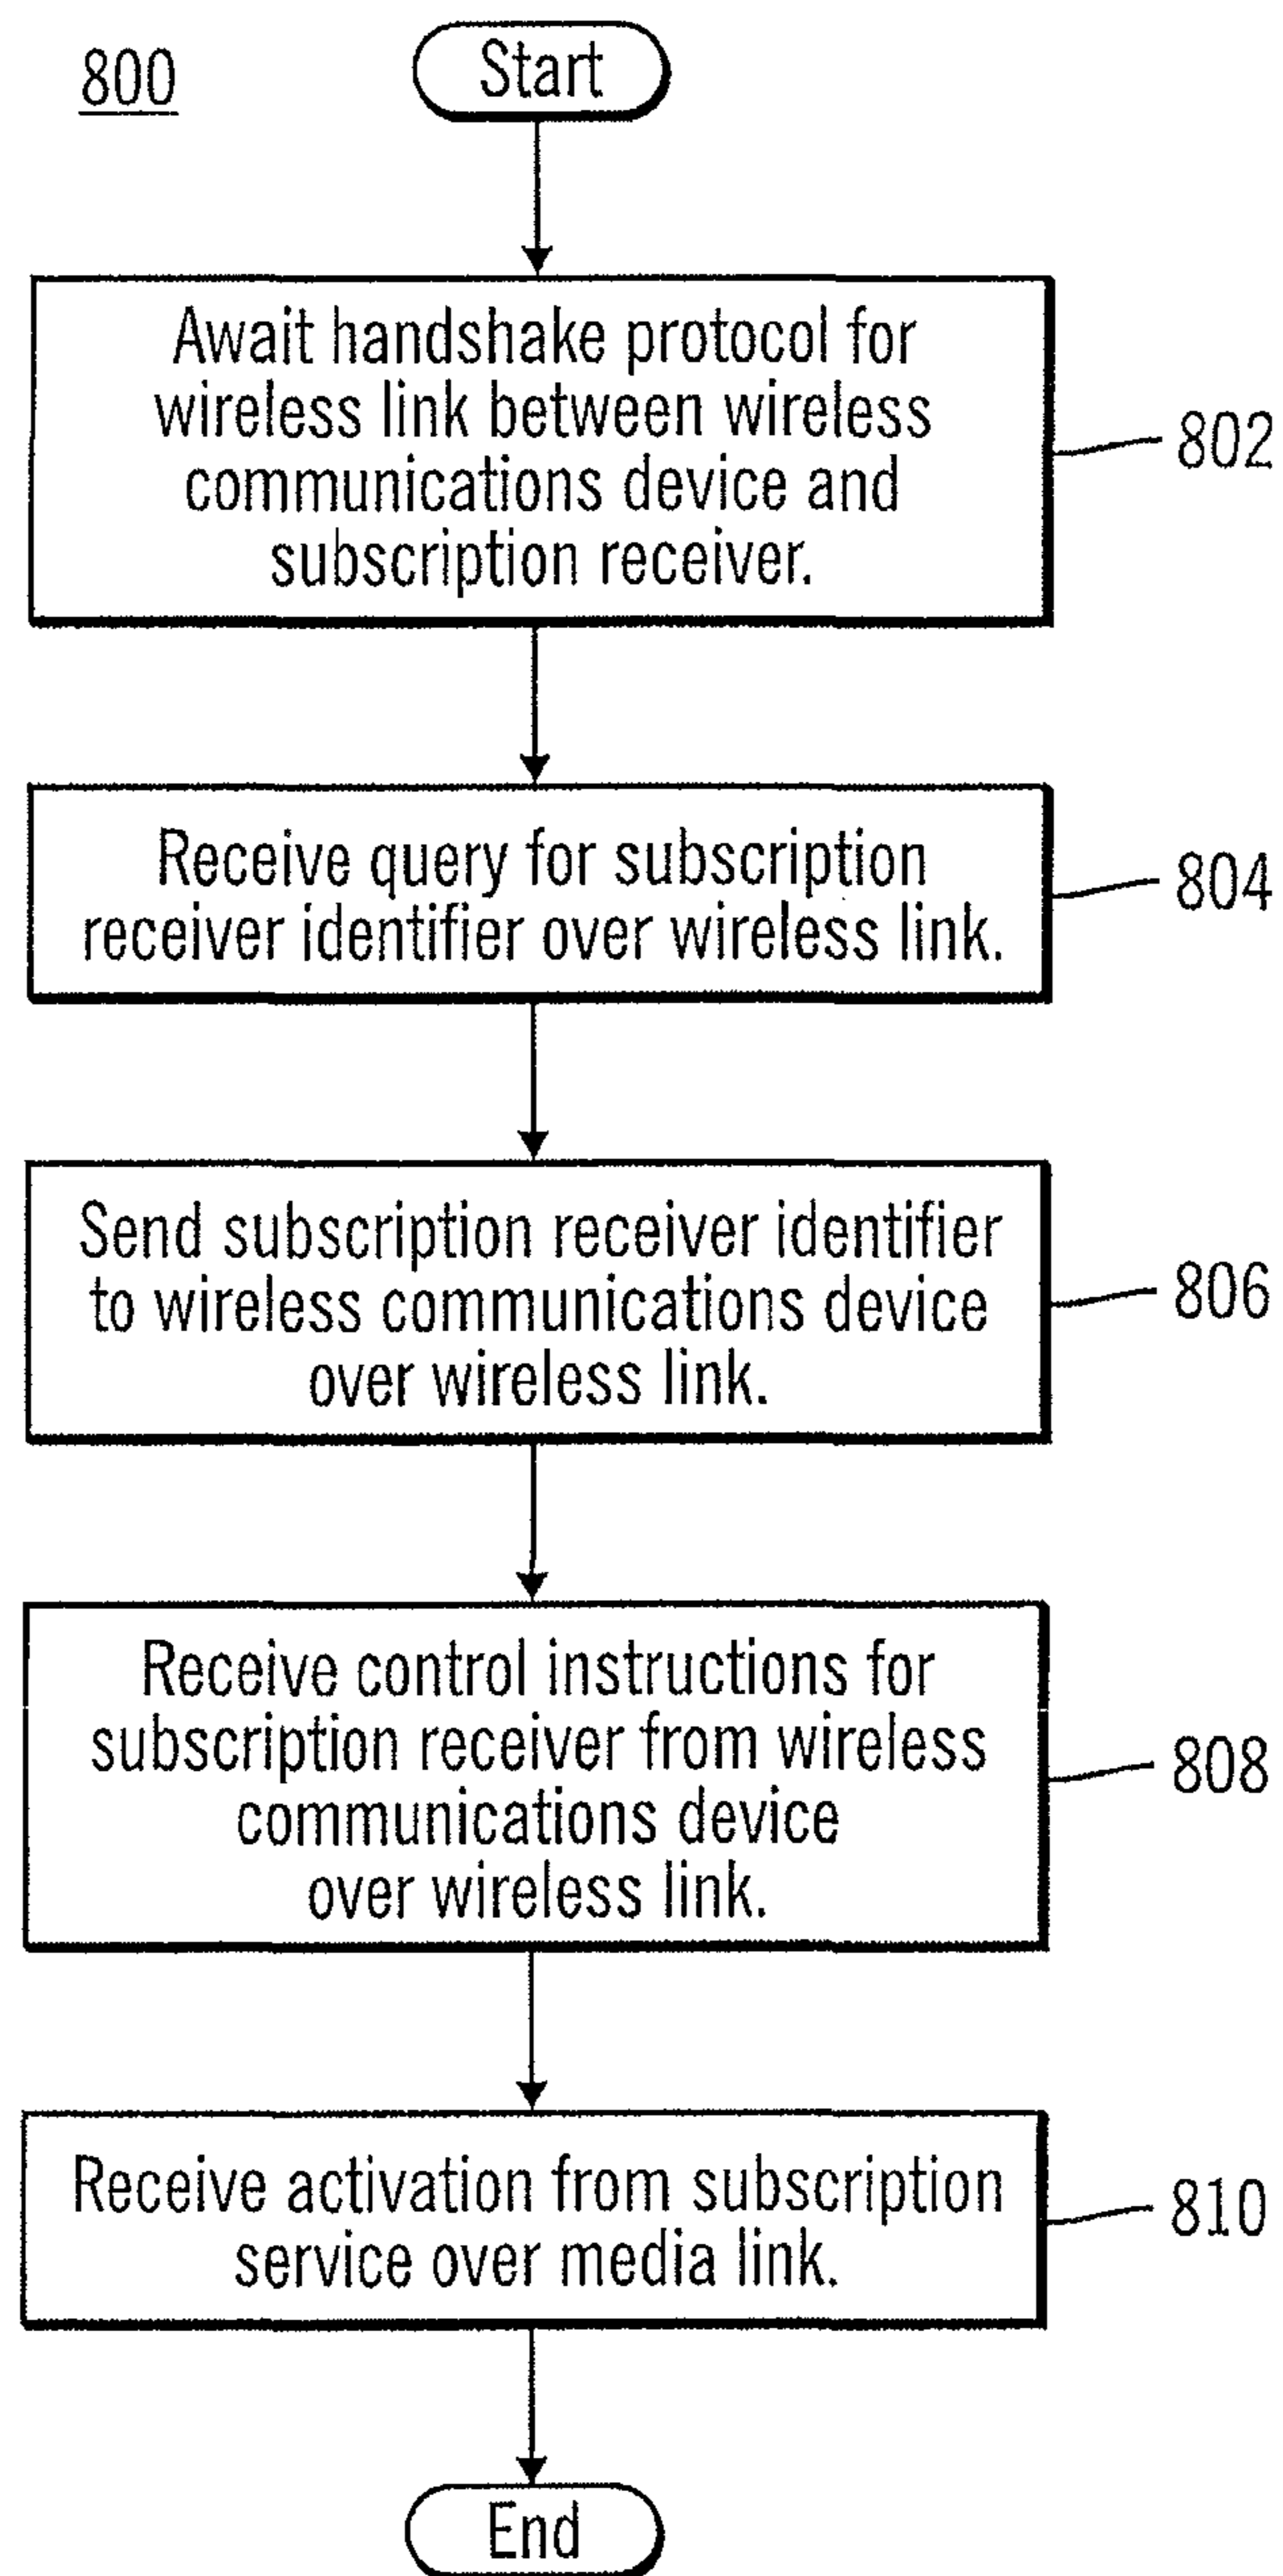 800
Start
Await handshake protocol for
wireless link between wireless
communications device and
subscription receiver.
802
Receive query for subscription
receiver identifier over wireless link.
804
Send subscription receiver identifier
to wireless communications device
over wireless link.
806
Receive control instructions for
subscription receiver from wireless
communications device
over wireless link.
808
Receive activation from subscription
service over media link.
810
End